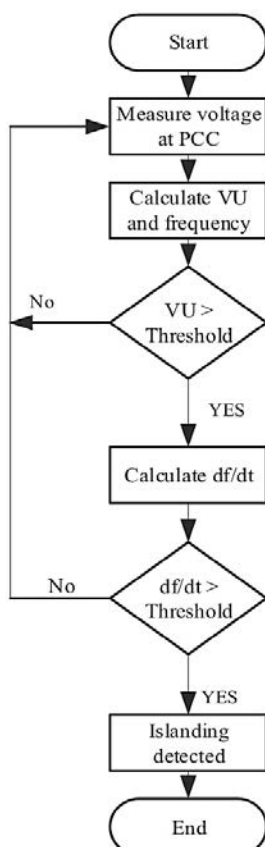 Start
Measure voltage
at PCC
Calculate VU
and frequency
No
VU >
Threshold
YES
Calculate df/dt
No
df/dt >
Threshold
YES
Islanding
detected
End